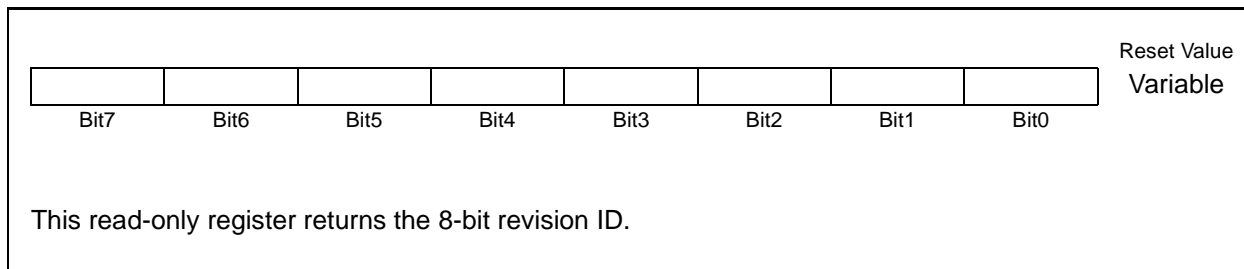 Reset Value
Variable
Bit7 Bit6 Bit5 Bit4 Bit3 Bit2 Bit1 Bit0
This read-only register returns the 8-bit revision ID.